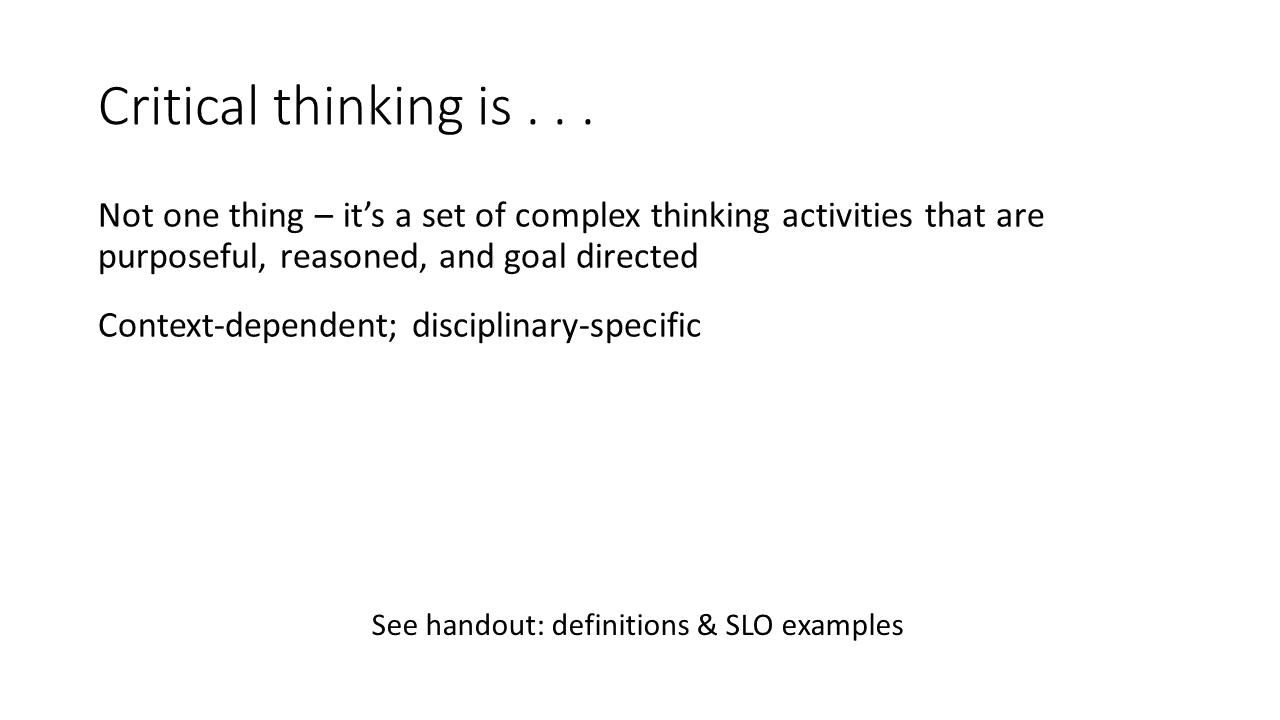 Critical thinking is . . .
Not one thing – it’s a set of complex thinking activities that are
purposeful, reasoned, and goal directed
Context-dependent; disciplinary-specific
See handout: definitions & SLO examples